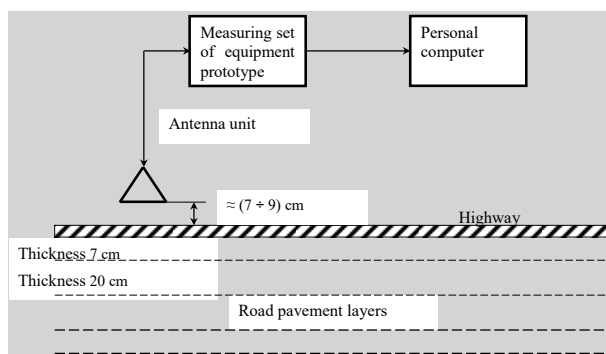 Measuring set
of equipment
prototype
Personal
computer
Antenna unit
≈ (7 ÷ 9) cm
Highway
Thickness 7 cm
Thickness 20 cm
Road pavement layers